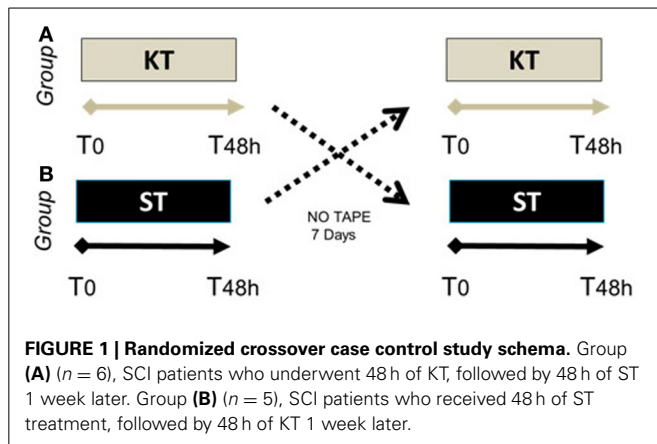 A
Group
KT
KT
T0 T48h
T0 T48h
B
Group
ST
ST
NO TAPE
7 Days
T0 T48h
T0 T48h
FIGURE 1 | Randomized crossover case control study schema. Group
(A) (n = 6), SCI patients who underwent 48 h of KT, followed by 48 h of ST
1 week later. Group (B) (n = 5), SCI patients who received 48 h of ST
treatment, followed by 48 h of KT 1 week later.